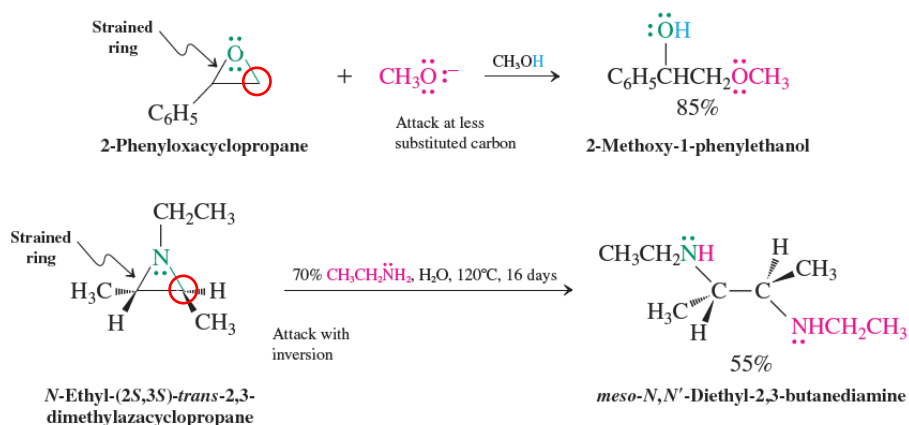 Strained
ring
O
C₆H₅
2-Phenyloxacyclopropane
+
CH₃O:⁻
CH₃OH
Attack at less
substituted carbon
:OH
C₆H₅CHCH₂OCH₃
85%
2-Methoxy-1-phenylethanol
CH₂CH₃
Strained
ring
N
H₃C
H
H
CH₃
N-Ethyl-(2S,3S)-trans-2,3-
dimethylazacyclopropane
70% CH₃CH₂NH₂, H₂O, 120°C, 16 days
Attack with
inversion
CH₃CH₂NH
H
CH₃
C
C
H₃C
H
NHCH₂CH₃
55%
meso-N,N′-Diethyl-2,3-butanediamine